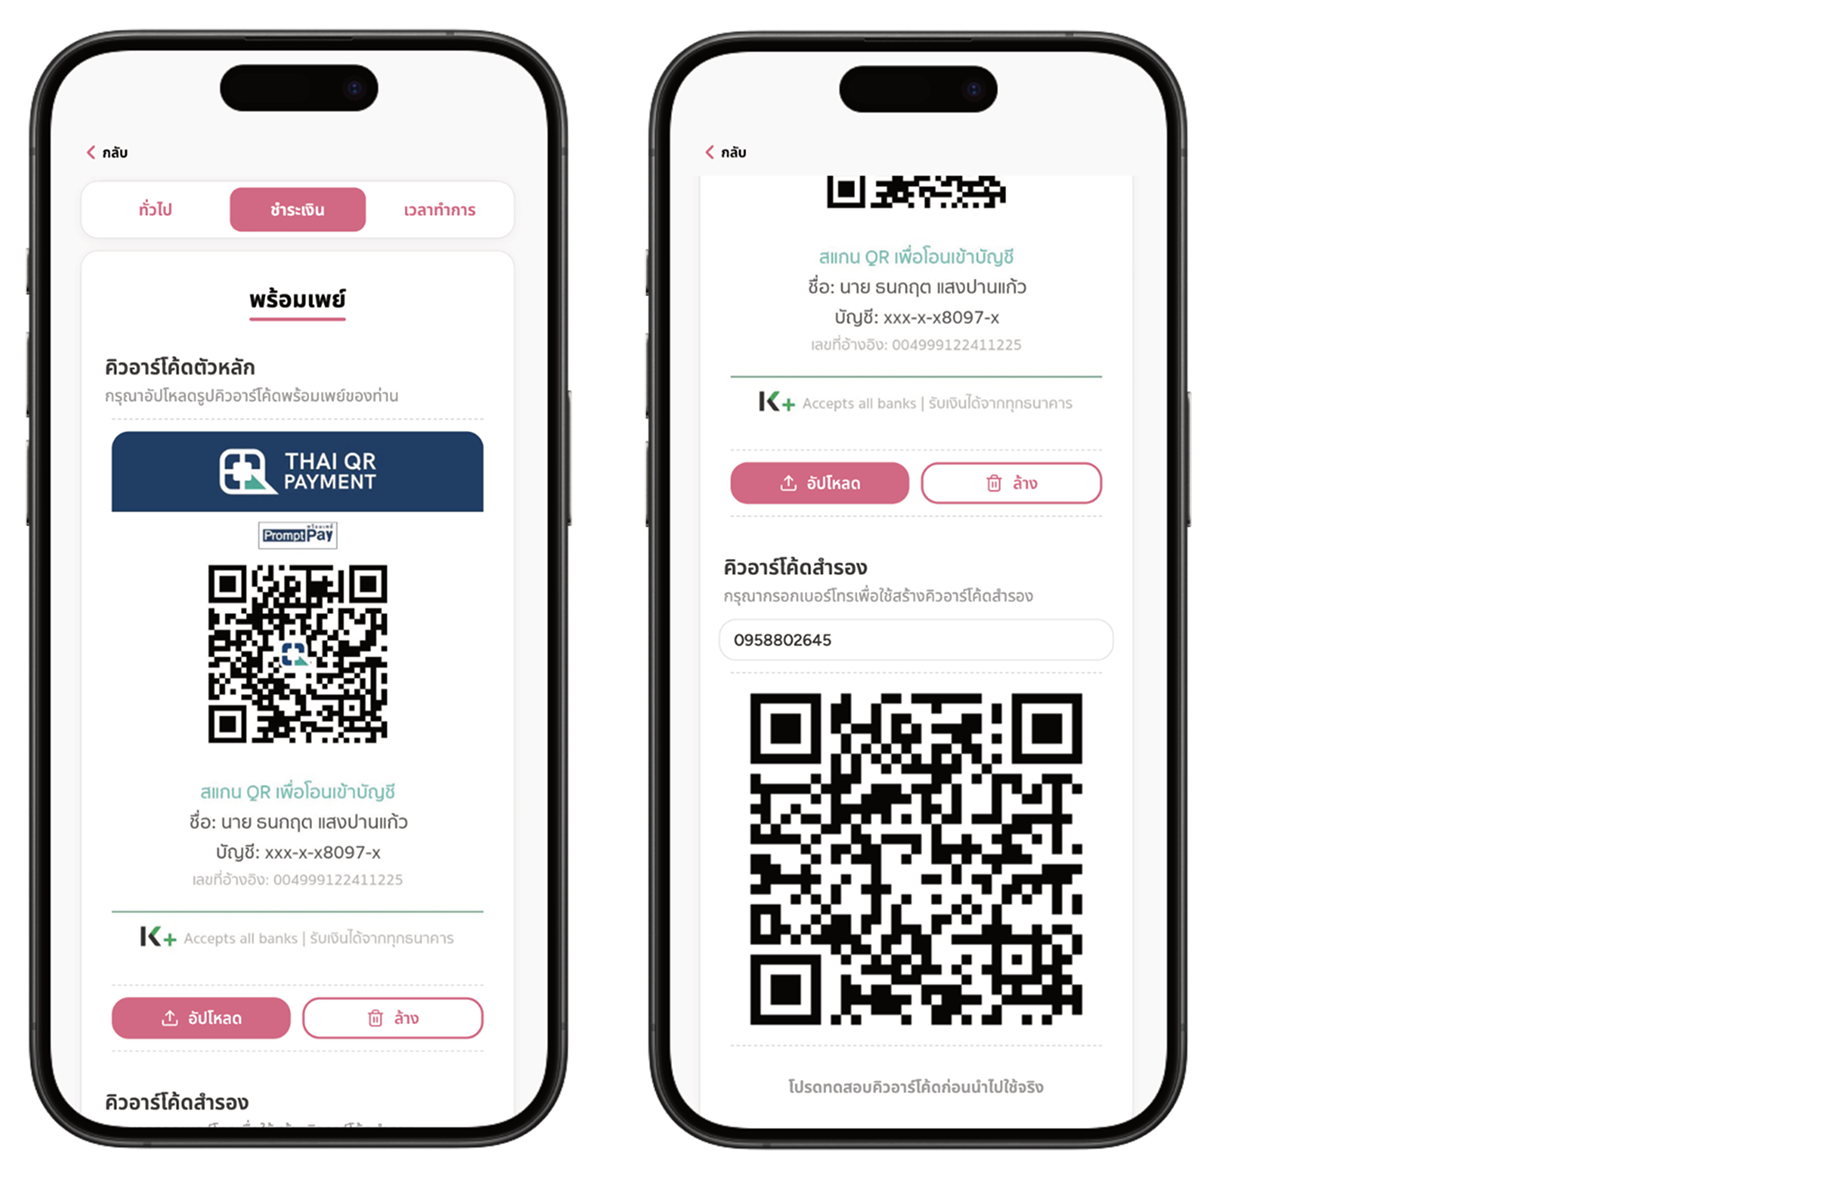 กลับ
ทั่วไป
ชำระเงิน
เวลาทำการ
พร้อมเพย์
คิวอาร์โค้ดตัวหลัก
กรุณาอัปโหลดรูปคิวอาร์โค้ดพร้อมเพย์ของท่าน
THAI QR
PAYMENT
พร้อมเพย์
PromptPay
สแกน QR เพื่อโอนเข้าบัญชี
ชื่อ: นาย ธนกฤต แสงปานแก้ว
บัญชี: xxx-x-x8097-x
เลขที่อ้างอิง: 004999122411225
K+ Accepts all banks | รับเงินได้จากทุกธนาคาร
อัปโหลด
ล้าง
คิวอาร์โค้ดสำรอง
กลับ
สแกน QR เพื่อโอนเข้าบัญชี
ชื่อ: นาย ธนกฤต แสงปานแก้ว
บัญชี: xxx-x-x8097-x
เลขที่อ้างอิง: 004999122411225
K+ Accepts all banks | รับเงินได้จากทุกธนาคาร
อัปโหลด
ล้าง
คิวอาร์โค้ดสำรอง
กรุณากรอกเบอร์โทรเพื่อใช้สร้างคิวอาร์โค้ดสำรอง
0958802645
โปรดทดสอบคิวอาร์โค้ดก่อนนำไปใช้จริง